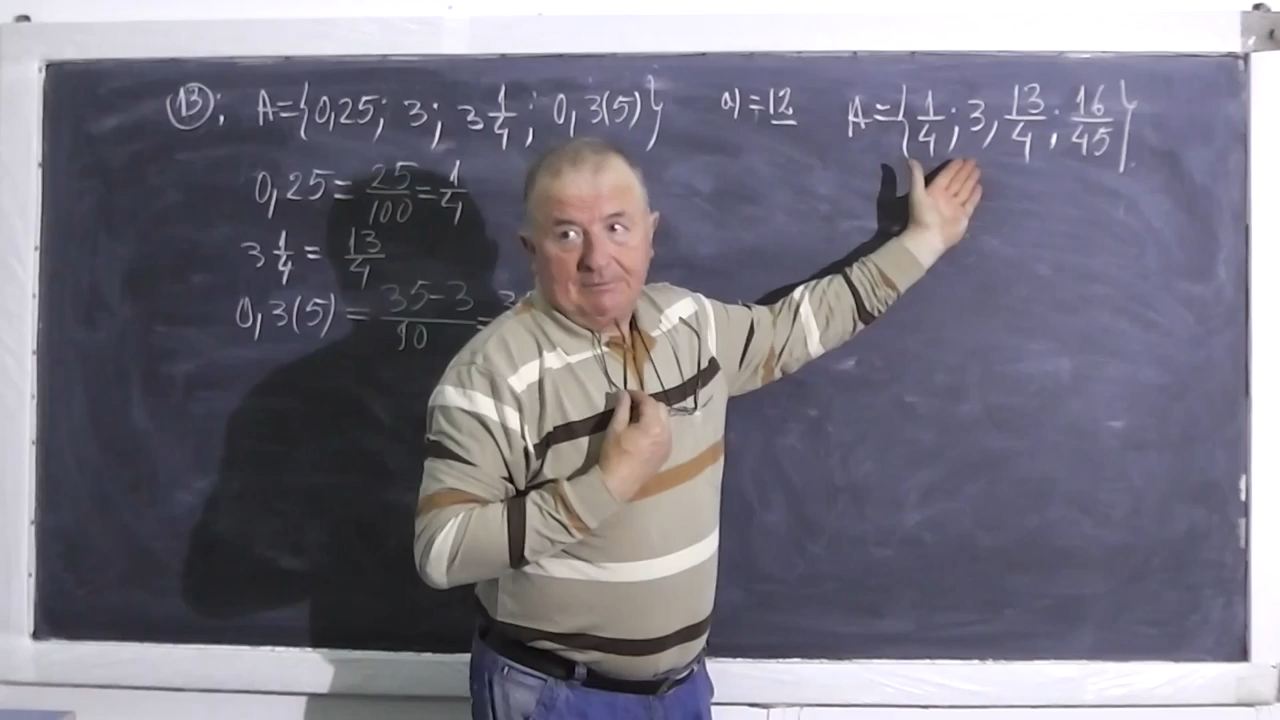 13; A={0,25; 3; 3 1/4; 0,3(5)} a) = 12 A={1/4; 3, 13/4; 16/45}
0,25 = 25/100 = 1/4
3 1/4 = 13/4
0,3(5) = 35-3/90 = 3